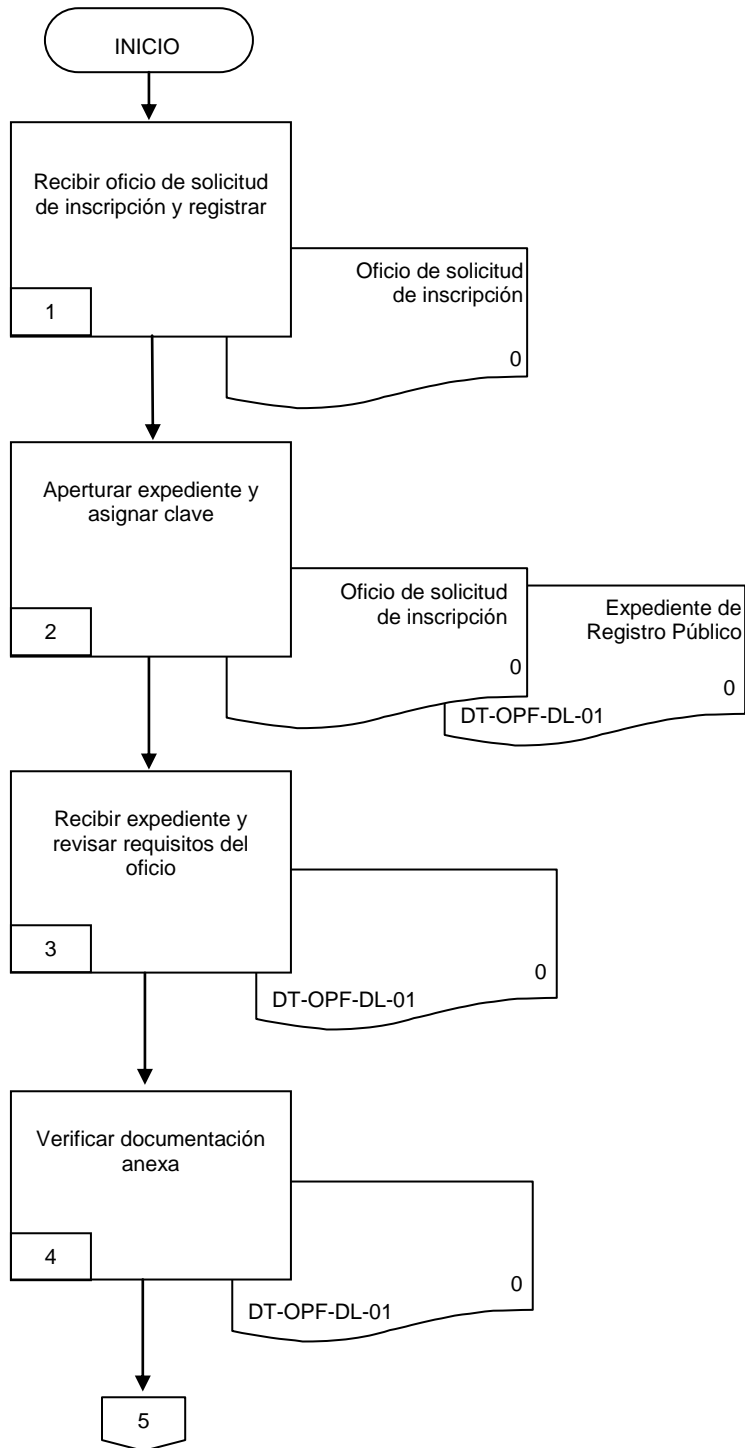 INICIO
Recibir oficio de solicitud
de inscripción y registrar
1
Oficio de solicitud
de inscripción
0
Aperturar expediente y
asignar clave
2
Oficio de solicitud
de inscripción
0
Expediente de
Registro Público
0
DT-OPF-DL-01
Recibir expediente y
revisar requisitos del
oficio
3
0
DT-OPF-DL-01
Verificar documentación
anexa
4
0
DT-OPF-DL-01
5